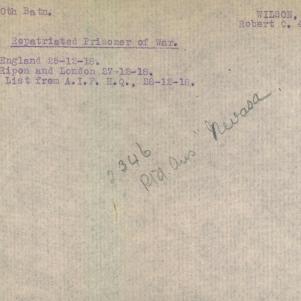 0th Batn.
WILSON,
Robert C.
Repatriated Prisoner of War.
England 25-12-18.
Ripon and London 27-12-18.
List from A.I.F. H.Q., 28-12-18.
2346
Rtd Aus "Nevasa"